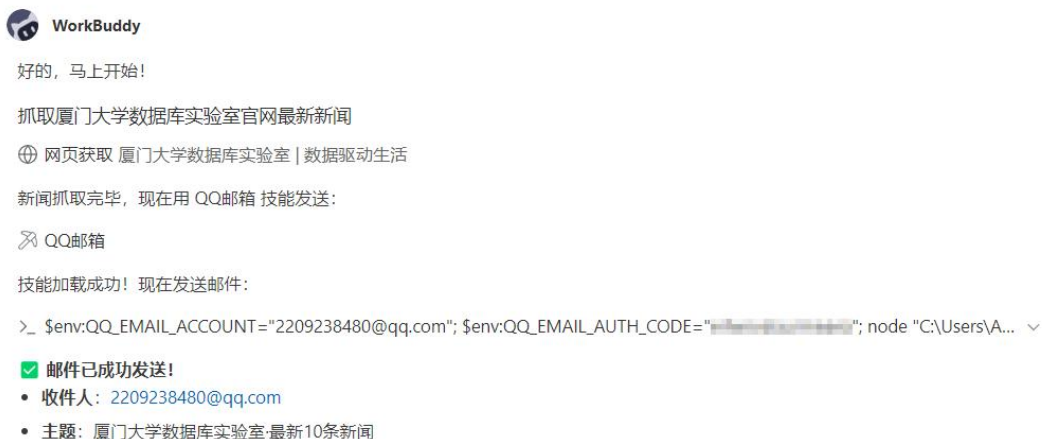 WorkBuddy
好的，马上开始！
抓取厦门大学数据库实验室官网最新新闻
网页获取 厦门大学数据库实验室 | 数据驱动生活
新闻抓取完毕，现在用 QQ邮箱 技能发送：
QQ邮箱
技能加载成功！现在发送邮件：
>_ $env:QQ_EMAIL_ACCOUNT="2209238480@qq.com"; $env:QQ_EMAIL_AUTH_CODE=" "; node "C:\Users\A...
邮件已成功发送！
• 收件人：2209238480@qq.com
• 主题：厦门大学数据库实验室·最新10条新闻